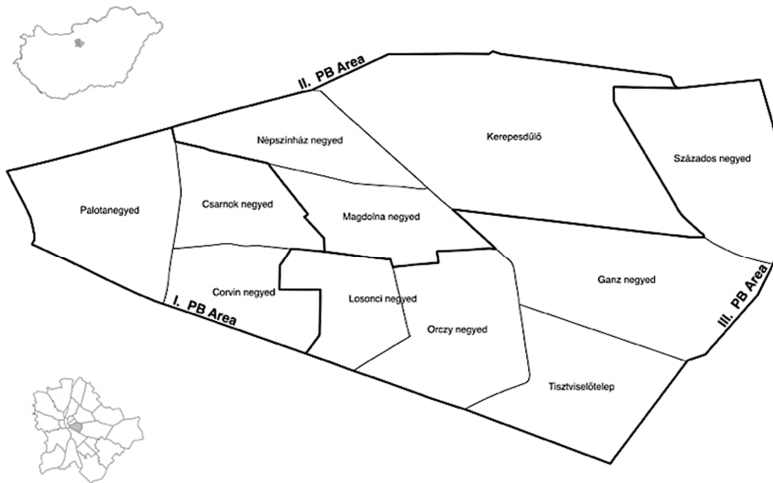 II. PB Area
Népszínház negyed
Kerepesdűlő
Százados negyed
Palotanegyed
Csarnok negyed
Magdolna negyed
Ganz negyed
Corvin negyed
Losonci negyed
I. PB Area
Orczy negyed
III. PB Area
Tisztviselőtelep